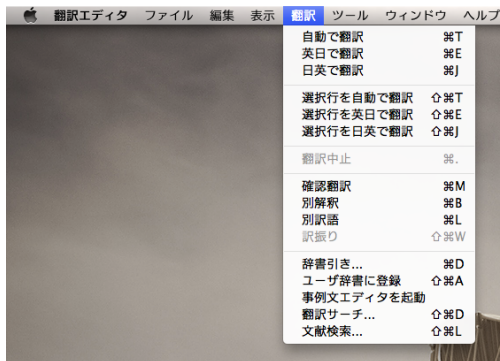 翻訳エディタ ファイル 編集 表示 翻訳 ツール ウィンドウ ヘルプ
自動で翻訳 ⌘T
英日で翻訳 ⌘E
日英で翻訳 ⌘J
選択行を自動で翻訳 ⇧⌘T
選択行を英日で翻訳 ⇧⌘E
選択行を日英で翻訳 ⇧⌘J
翻訳中止 ⌘.
確認翻訳 ⌘M
別解釈 ⌘B
別訳語 ⌘L
訳振り ⇧⌘W
辞書引き... ⌘D
ユーザ辞書に登録 ⇧⌘A
事例文エディタを起動
翻訳サーチ... ⇧⌘D
文献検索... ⇧⌘L